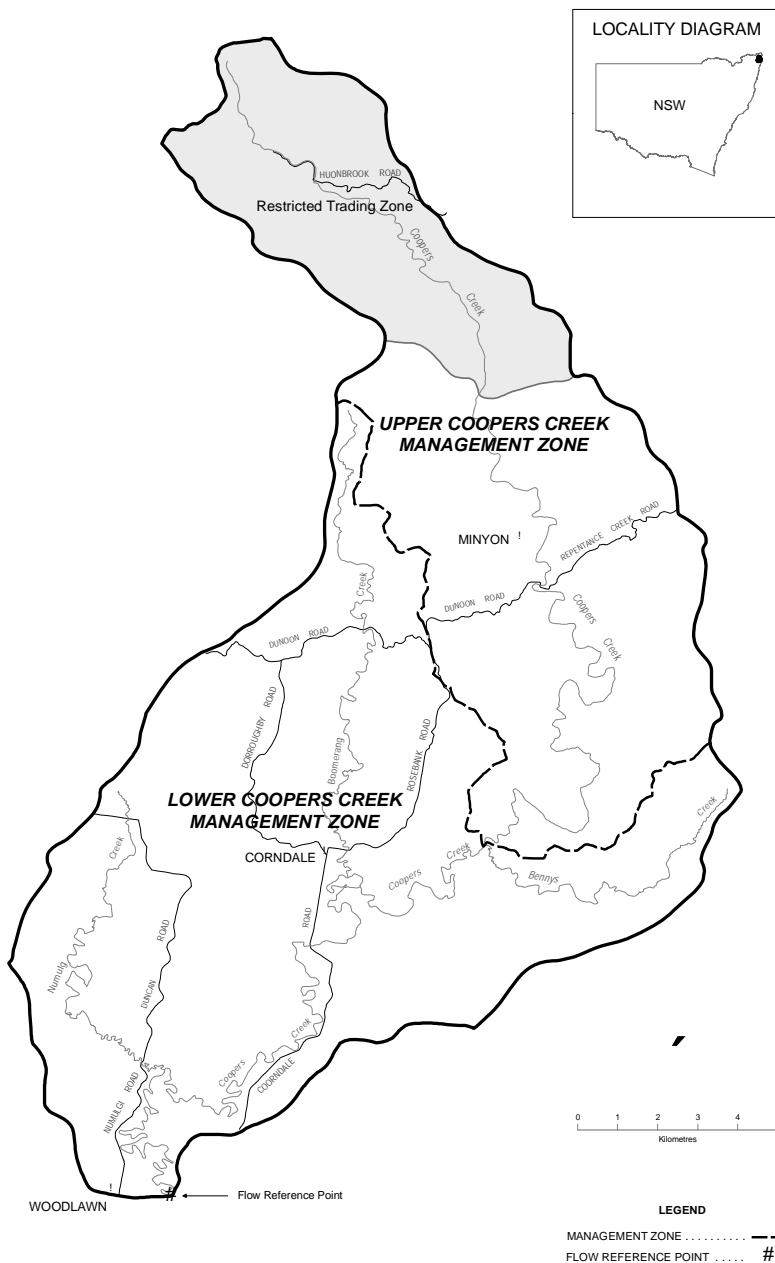 LOCALITY DIAGRAM
NSW
HUONBROOK ROAD
Restricted Trading Zone
Coopers
Creek
UPPER COOPERS CREEK
MANAGEMENT ZONE
MINYON !
REPENTANCE CREEK ROAD
DUNOON ROAD
Coopers
Creek
Creek
DUNOON ROAD
DORROUGHBY ROAD
Boomerang
ROSEBANK ROAD
LOWER COOPERS CREEK
MANAGEMENT ZONE
CORNDALE !
Creek
Coopers
Creek
Bennys
Creek
ROAD
Numulg
DUNCAN ROAD
Coopers
Creek
COORNDALE
NUMULGI ROAD
WOODLAWN !
# Flow Reference Point
0 1 2 3 4
Kilometres
LEGEND
MANAGEMENT ZONE ..........
FLOW REFERENCE POINT ..... #